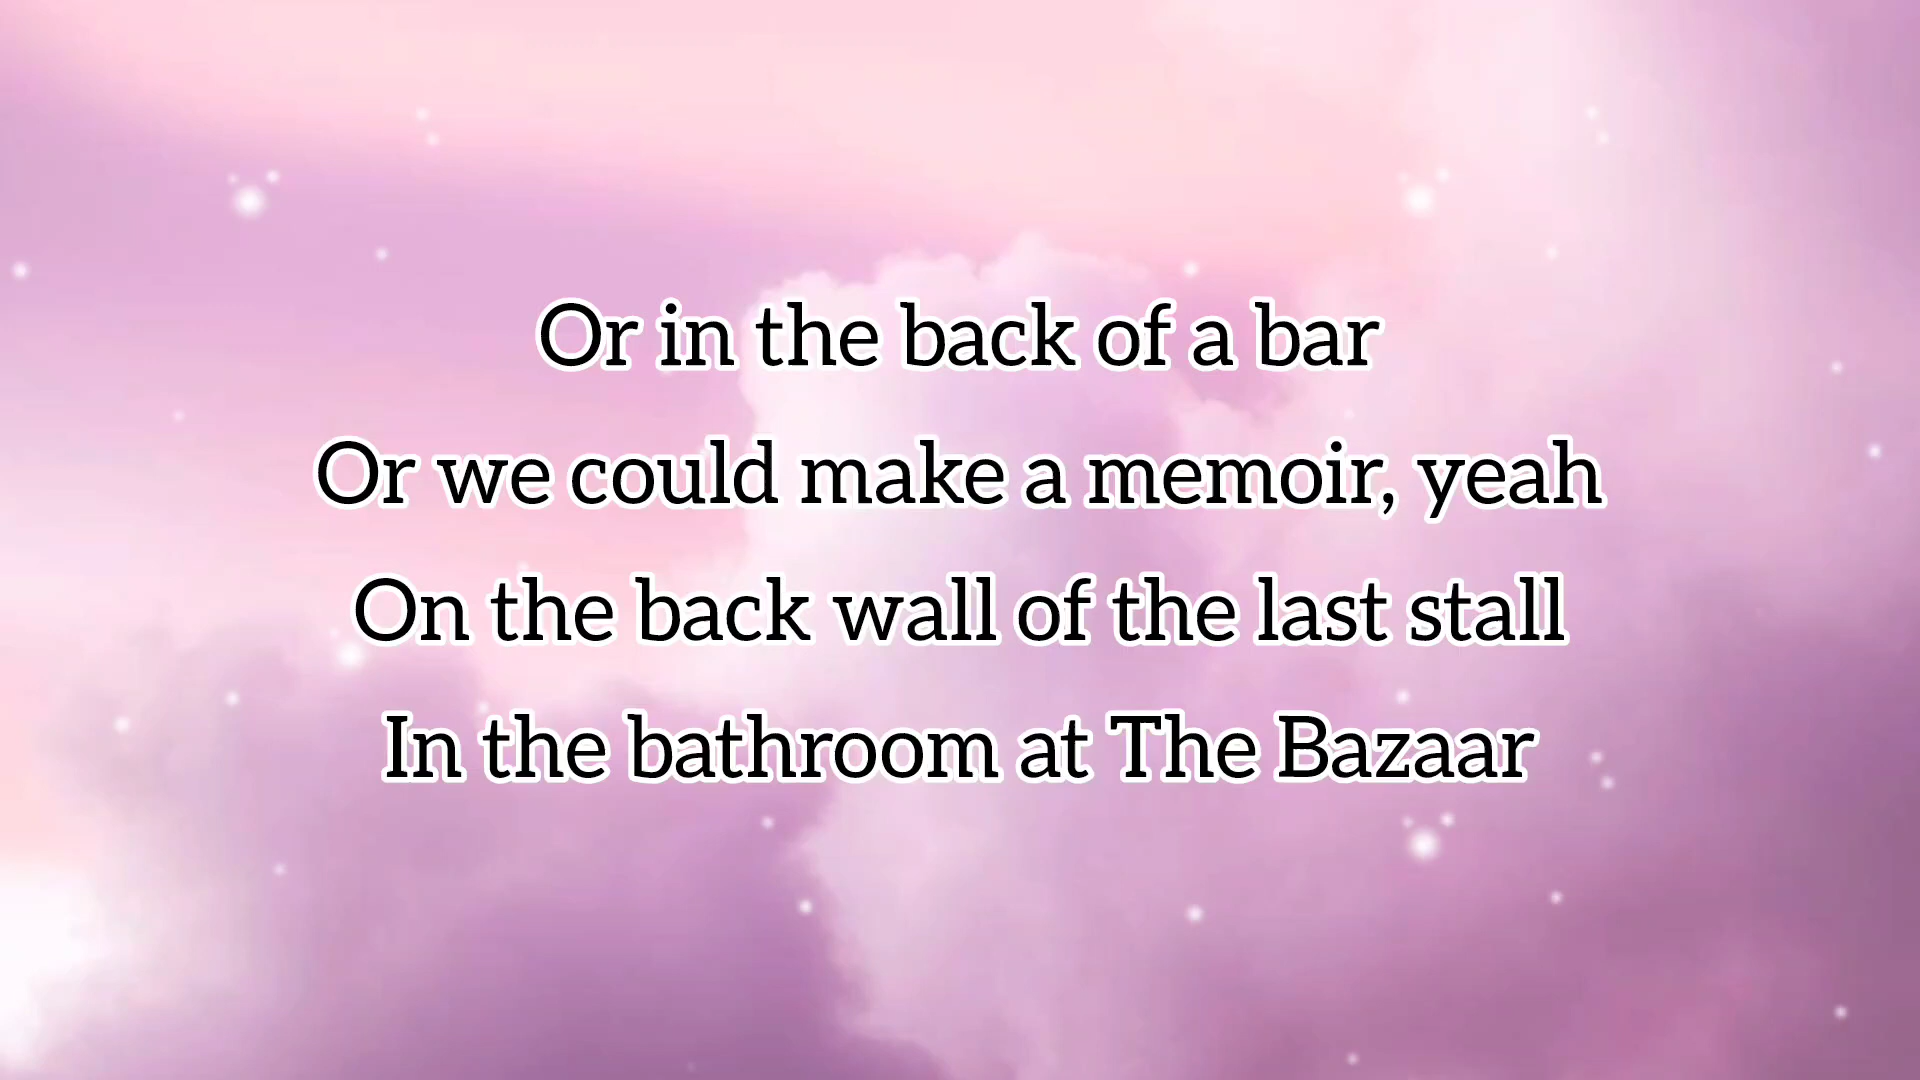 Or in the back of a bar
Or we could make a memoir, yeah
On the back wall of the last stall
In the bathroom at The Bazaar